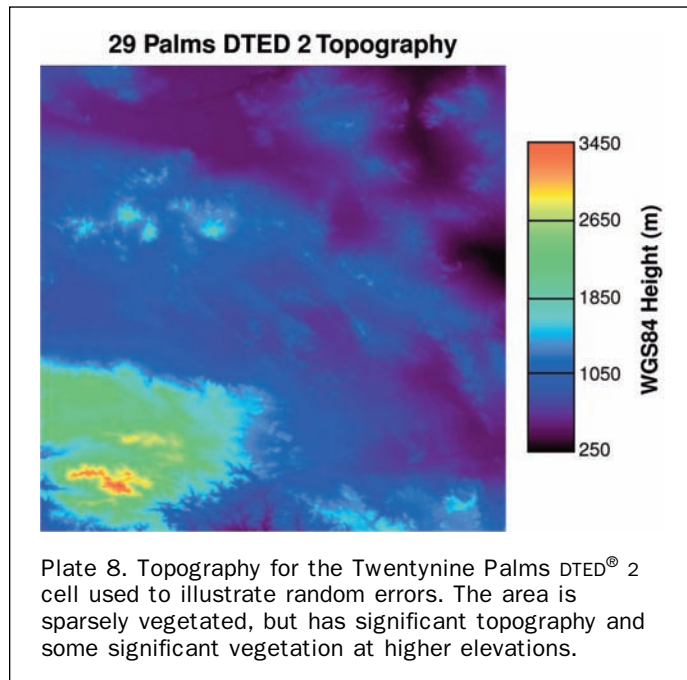 29 Palms DTED 2 Topography
3450
2650
1850
1050
250
WGS84 Height (m)
Plate 8. Topography for the Twentynine Palms DTED® 2
cell used to illustrate random errors. The area is
sparsely vegetated, but has significant topography and
some significant vegetation at higher elevations.